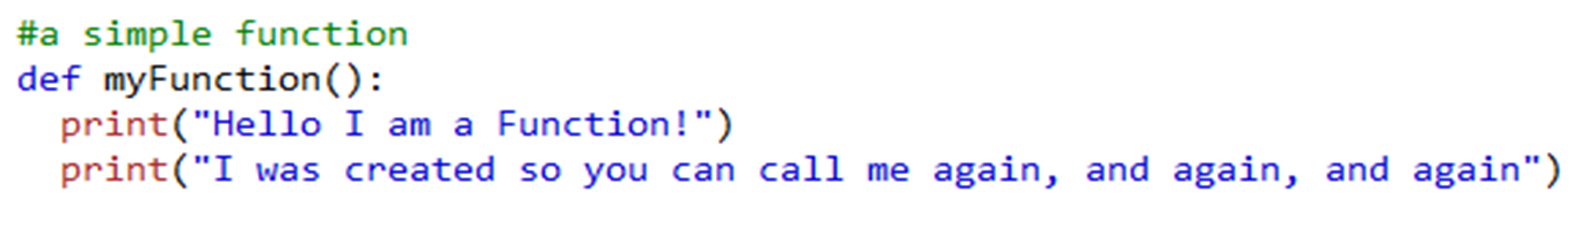 #a simple function
def myFunction():
  print("Hello I am a Function!")
  print("I was created so you can call me again, and again, and again")